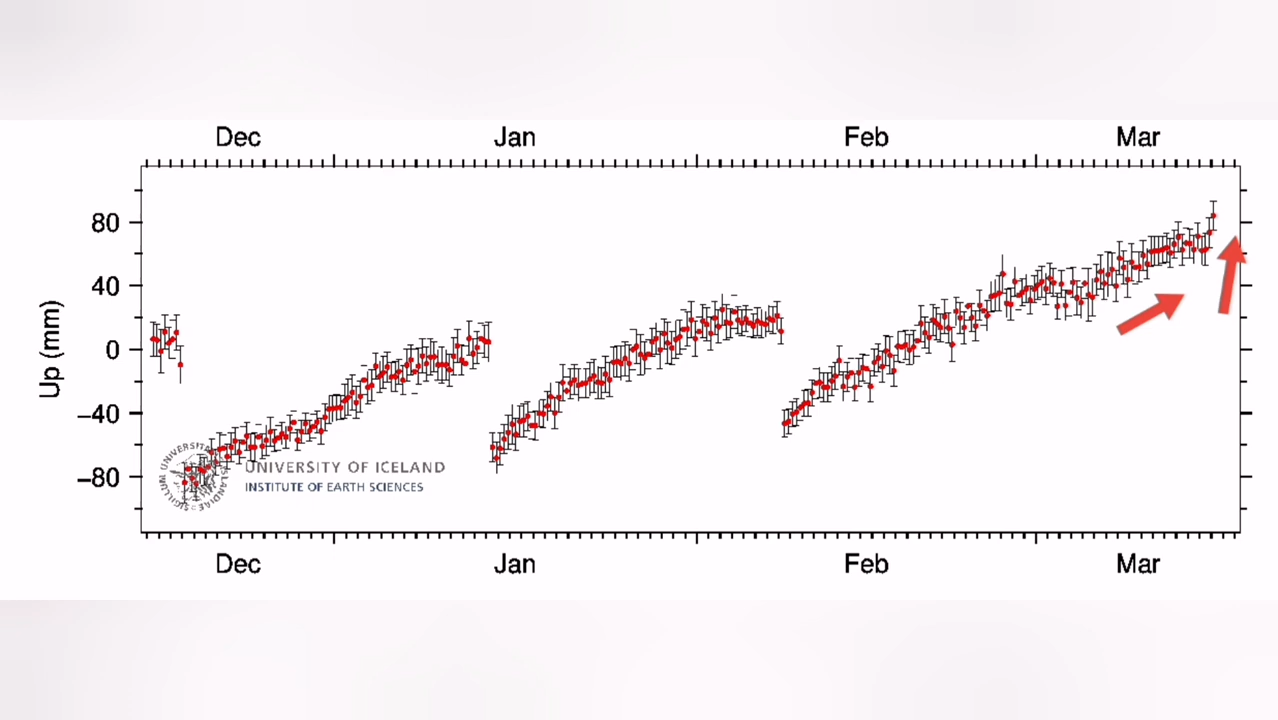 Dec Jan Feb Mar
80
40
0
−40
−80
Up (mm)
UNIVERSITY OF ICELAND
INSTITUTE OF EARTH SCIENCES
Dec Jan Feb Mar